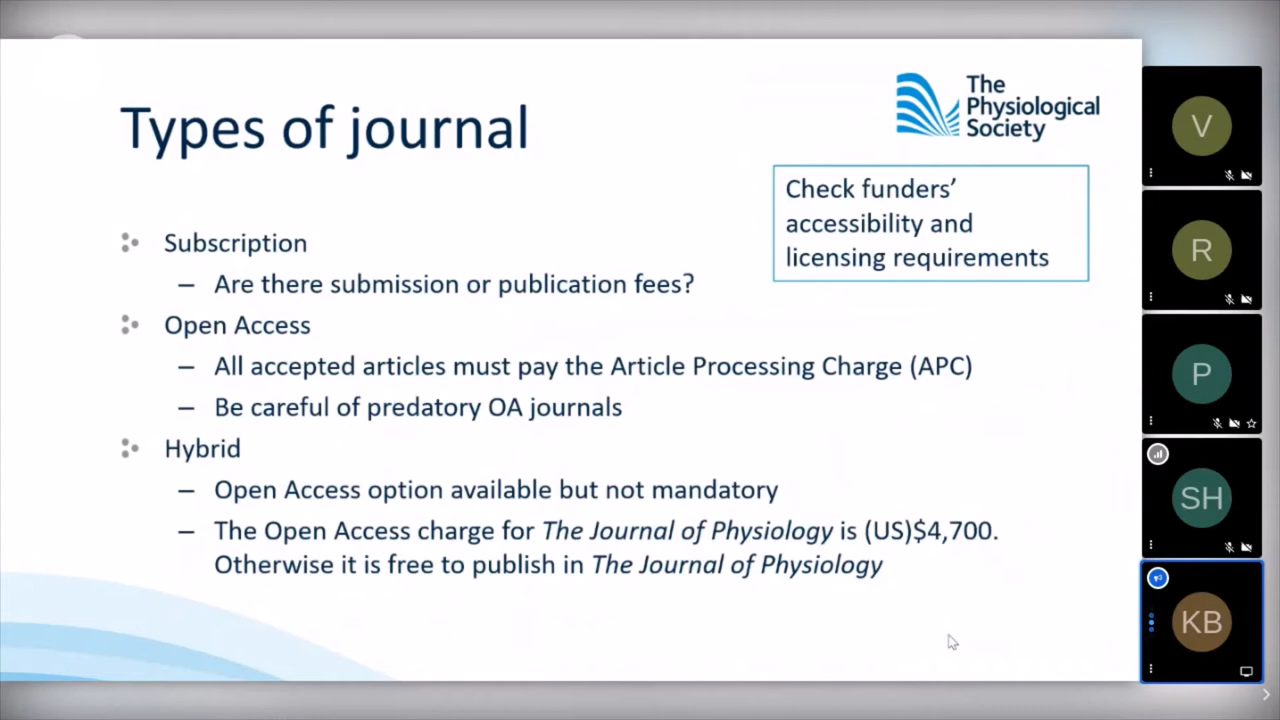 Types of journal
The
Physiological
Society
Check funders’
accessibility and
licensing requirements
Subscription
– Are there submission or publication fees?
Open Access
– All accepted articles must pay the Article Processing Charge (APC)
– Be careful of predatory OA journals
Hybrid
– Open Access option available but not mandatory
– The Open Access charge for The Journal of Physiology is (US)$4,700.
Otherwise it is free to publish in The Journal of Physiology
V
R
P
SH
KB